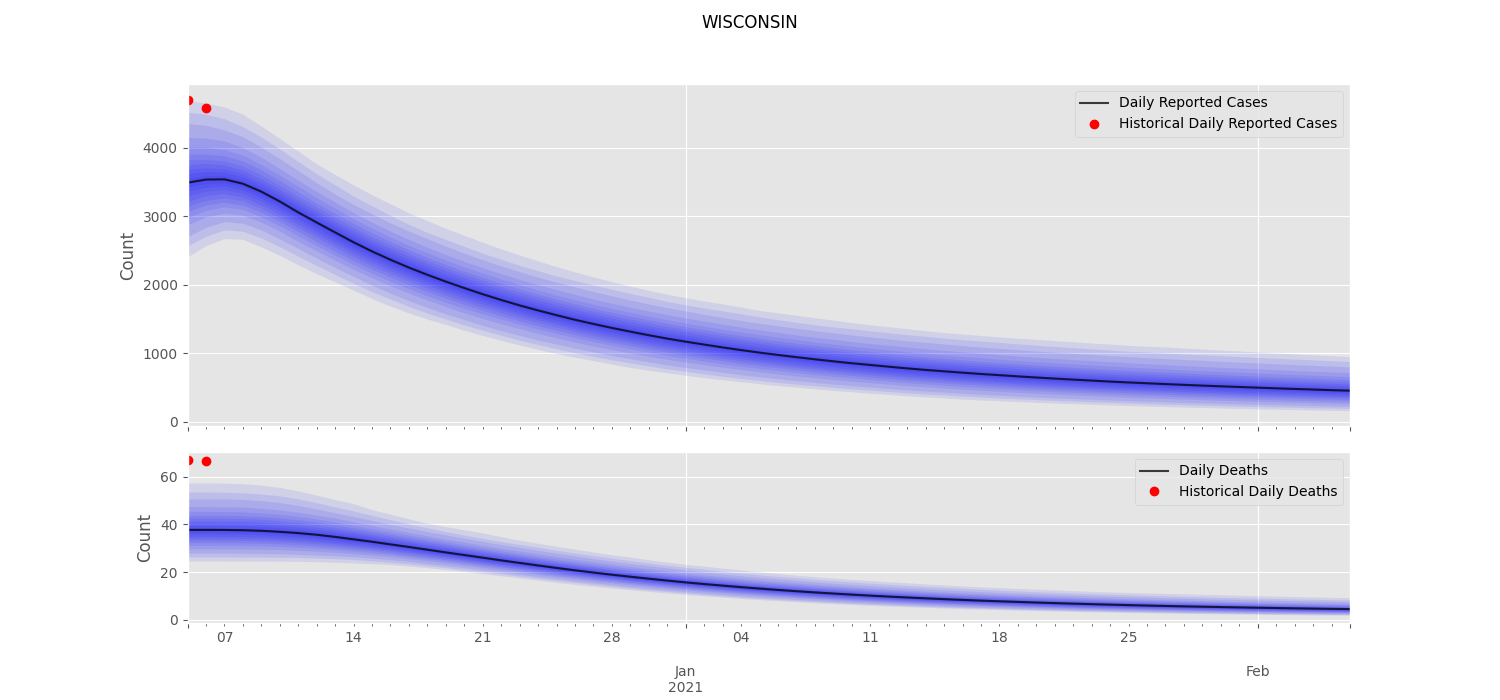 WISCONSIN
Daily Reported Cases
Historical Daily Reported Cases
4000
3000
2000
1000
0
Count
Daily Deaths
Historical Daily Deaths
60
40
20
0
Count
07 14 21 28 04 11 18 25
Jan Feb
2021